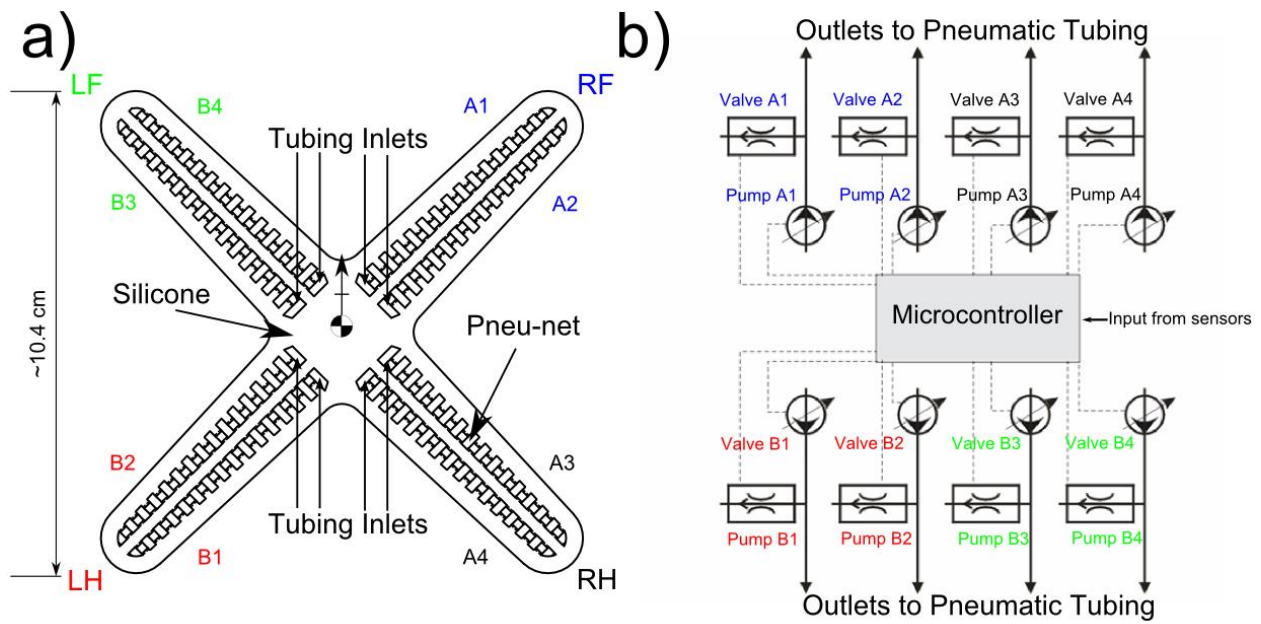 a)
LF
RF
B4
A1
Tubing Inlets
B3
A2
~10.4 cm
Silicone
Pneu-net
B2
A3
Tubing Inlets
B1
A4
LH
RH
b)
Outlets to Pneumatic Tubing
Valve A1 Valve A2 Valve A3 Valve A4
Pump A1 Pump A2 Pump A3 Pump A4
Microcontroller
Input from sensors
Valve B1 Valve B2 Valve B3 Valve B4
Pump B1 Pump B2 Pump B3 Pump B4
Outlets to Pneumatic Tubing